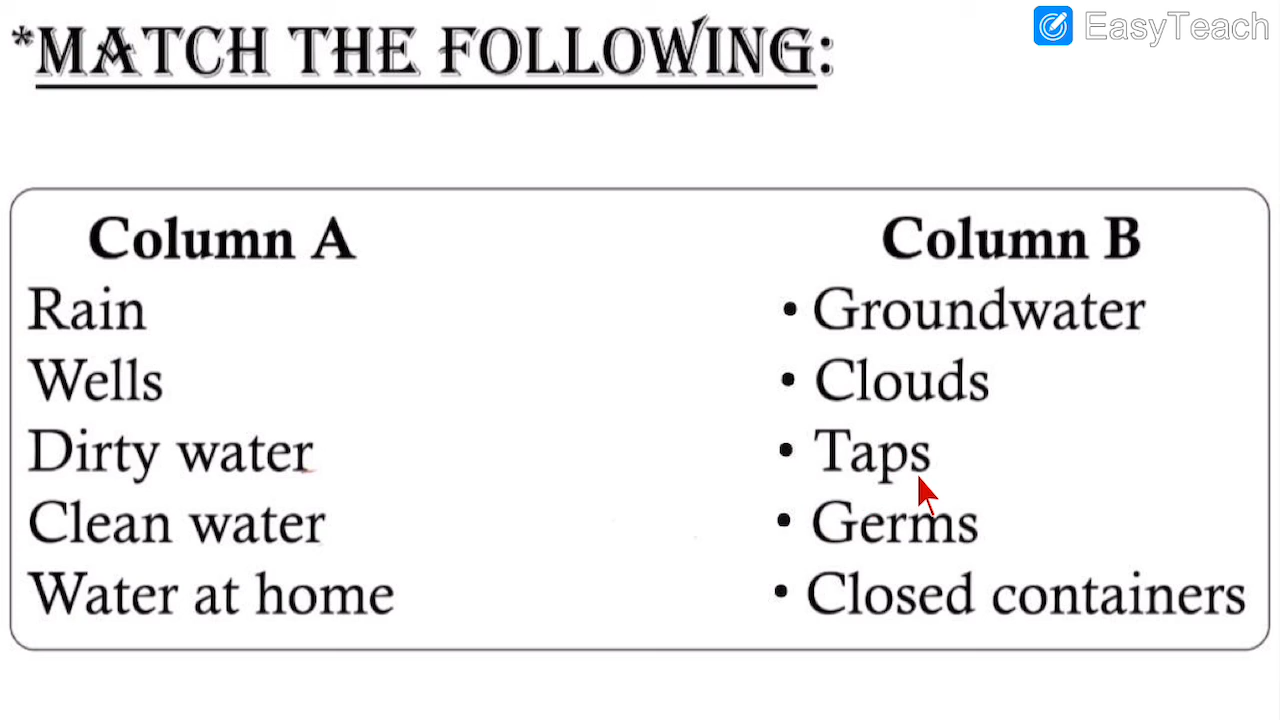 EasyTeach
*MATCH THE FOLLOWING:
Column A Column B
Rain • Groundwater
Wells • Clouds
Dirty water • Taps
Clean water • Germs
Water at home • Closed containers